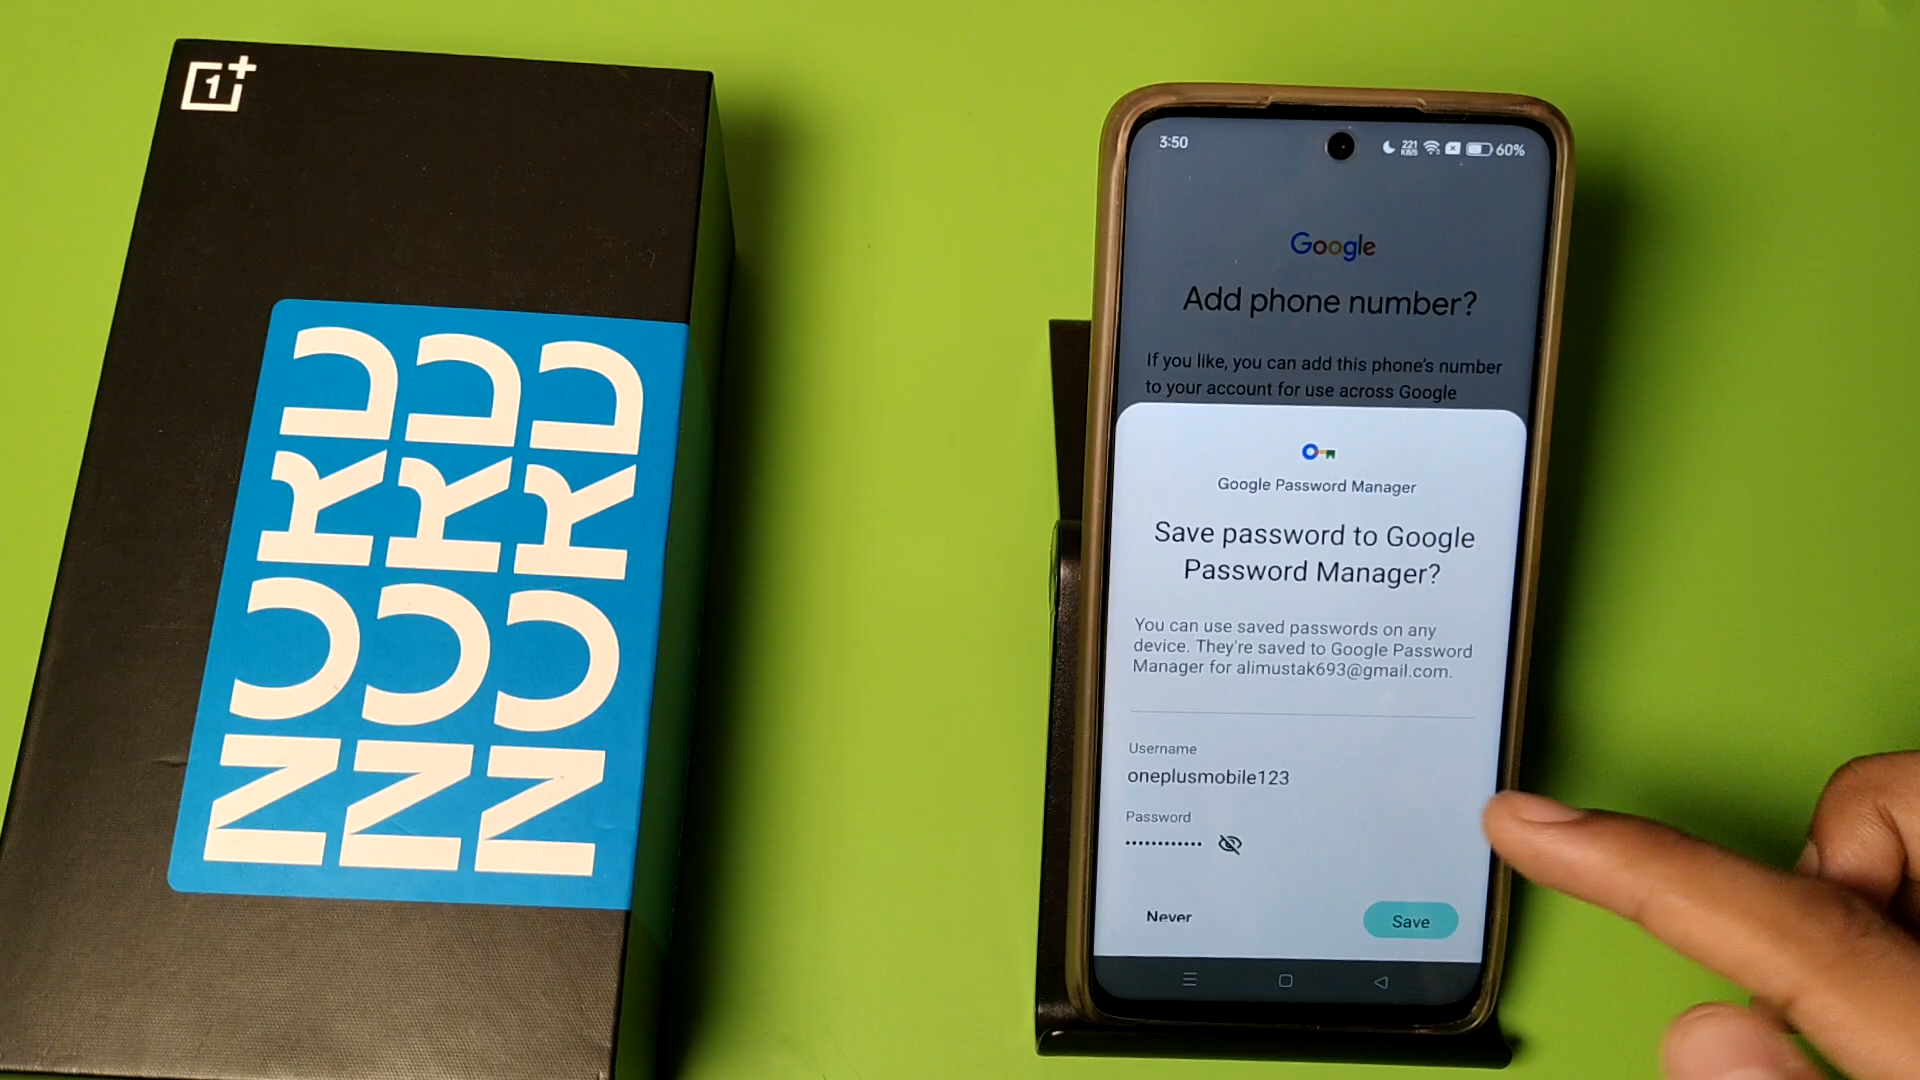 1+
NORD
NORD
NORD
3:50
221
KB/S
60%
Google
Add phone number?
If you like, you can add this phone's number
to your account for use across Google
Google Password Manager
Save password to Google
Password Manager?
You can use saved passwords on any
device. They're saved to Google Password
Manager for alimustak693@gmail.com.
Username
oneplusmobile123
Password
••••••••••••
Never
Save